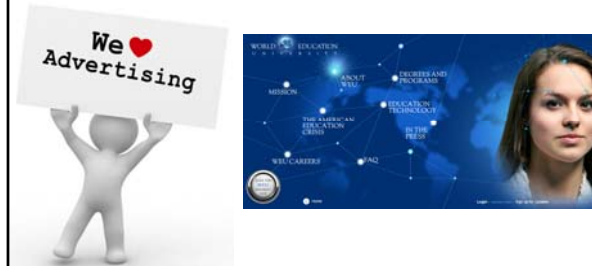 We ❤
Advertising
WORLD EDUCATION
UNIVERSITY
ABOUT
WEU
DEGREES AND
PROGRAMS
MISSION
EDUCATION
TECHNOLOGY
THE AMERICAN
EDUCATION
CRISIS
IN THE
PRESS
WEU CAREERS
FAQ
Login